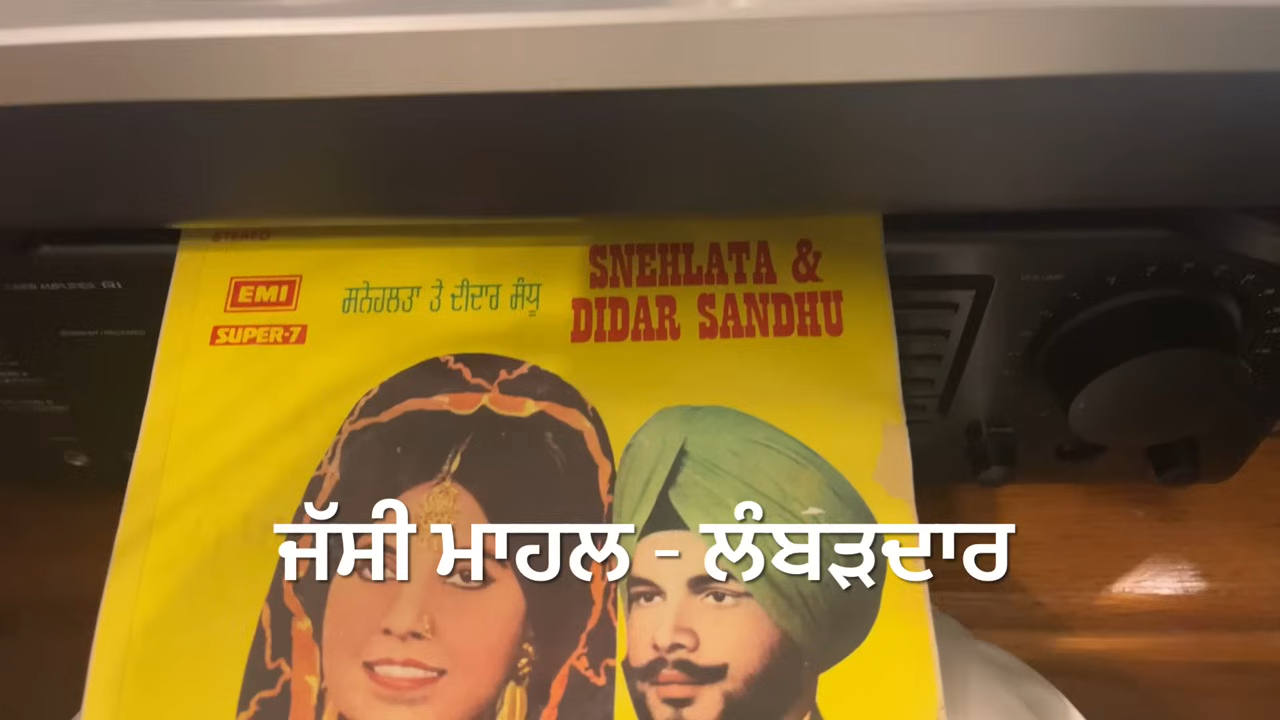 STEREO
EMI
SUPER-7
ਸਨੇਹਲਤਾ ਤੇ ਦੀਦਾਰ ਸੰਧੂ
SNEHLATA &
DIDAR SANDHU
ਜੱਸੀ ਮਾਹਲ - ਲੰਬੜਦਾਰ